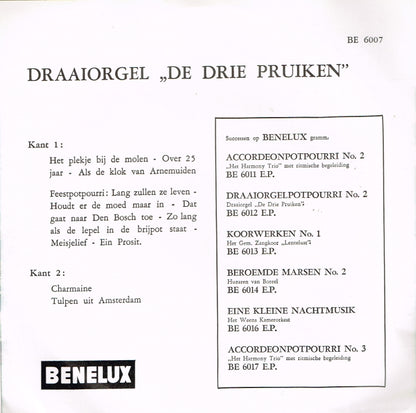 BE 6007
DRAAIORGEL „DE DRIE PRUIKEN”
Kant 1:
Het plekje bij de molen - Over 25
jaar - Als de klok van Arnemuiden
Feestpotpourri: Lang zullen ze leven -
Houdt er de moed maar in - Dat
gaat naar Den Bosch toe - Zo lang
als de lepel in de brijpot staat -
Meisjelief - Ein Prosit.
Kant 2:
Charmaine
Tulpen uit Amsterdam
BENELUX
Successen op BENELUX gramm.
ACCORDEONPOTPOURRI No. 2
„Het Harmony Trio” met ritmische begeleiding
BE 6011 E.P.
DRAAIORGELPOTPOURRI No. 2
Draaiorgel „De Drie Pruiken”
BE 6012 E.P.
KOORWERKEN No. 1
Het Gem. Zangkoor „Lentelust”
BE 6013 E.P.
BEROEMDE MARSEN No. 2
Huzaren van Boreel
BE 6014 E.P.
EINE KLEINE NACHTMUSIK
Het Weens Kamerorkest
BE 6016 E.P.
ACCORDEONPOTPOURRI No. 3
„Het Harmony Trio” met ritmische begeleiding
BE 6017 E.P.